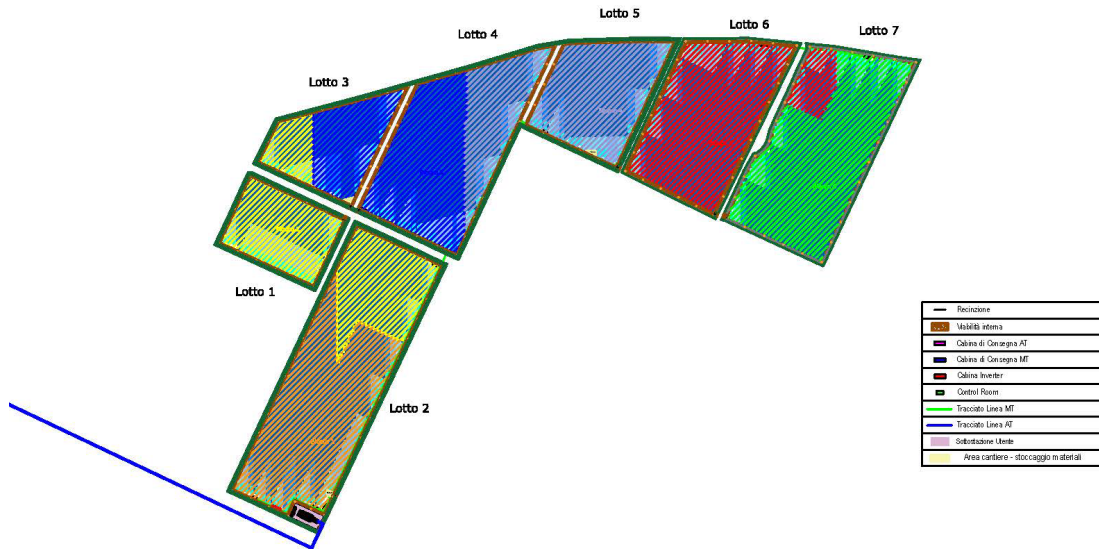 Lotto 5
Lotto 6
Lotto 7
Lotto 4
Lotto 3
Lotto 1
Lotto 2
Recinzione
Viabilità interna
Cabina di Consegna AT
Cabina di Consegna MT
Cabina Inverter
Control Room
Tracciato Linea MT
Tracciato Linea AT
Sottostazione Utente
Area cantiere - stoccaggio materiali